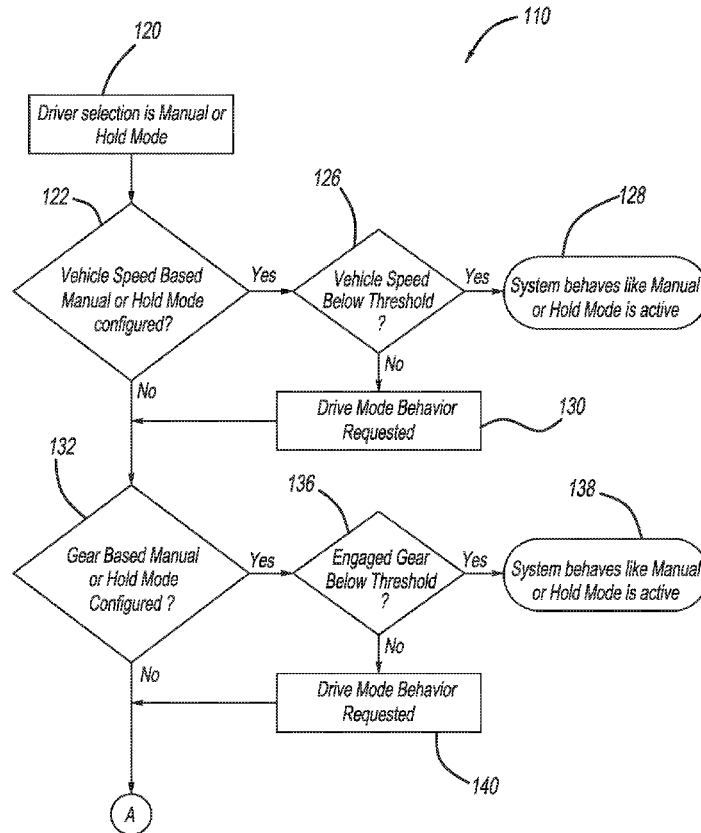 110
120
Driver selection is Manual or
Hold Mode
122
Vehicle Speed Based
Manual or Hold Mode
configured?
Yes
126
Vehicle Speed
Below Threshold
?
Yes
128
System behaves like Manual
or Hold Mode is active
No
No
Drive Mode Behavior
Requested
130
132
Gear Based Manual
or Hold Mode
Configured ?
Yes
136
Engaged Gear
Below Threshold
?
Yes
138
System behaves like Manual
or Hold Mode is active
No
No
Drive Mode Behavior
Requested
140
A